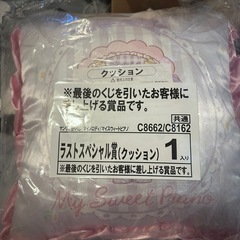 クッション
※最後のくじを引いたお客様に
差し上げる賞品です。
共通
C8662/C8162
ラストスペシャル賞(クッション)
1入り
※最後のくじを引いたお客様に差し上げる賞品です。
My Sweet Piano